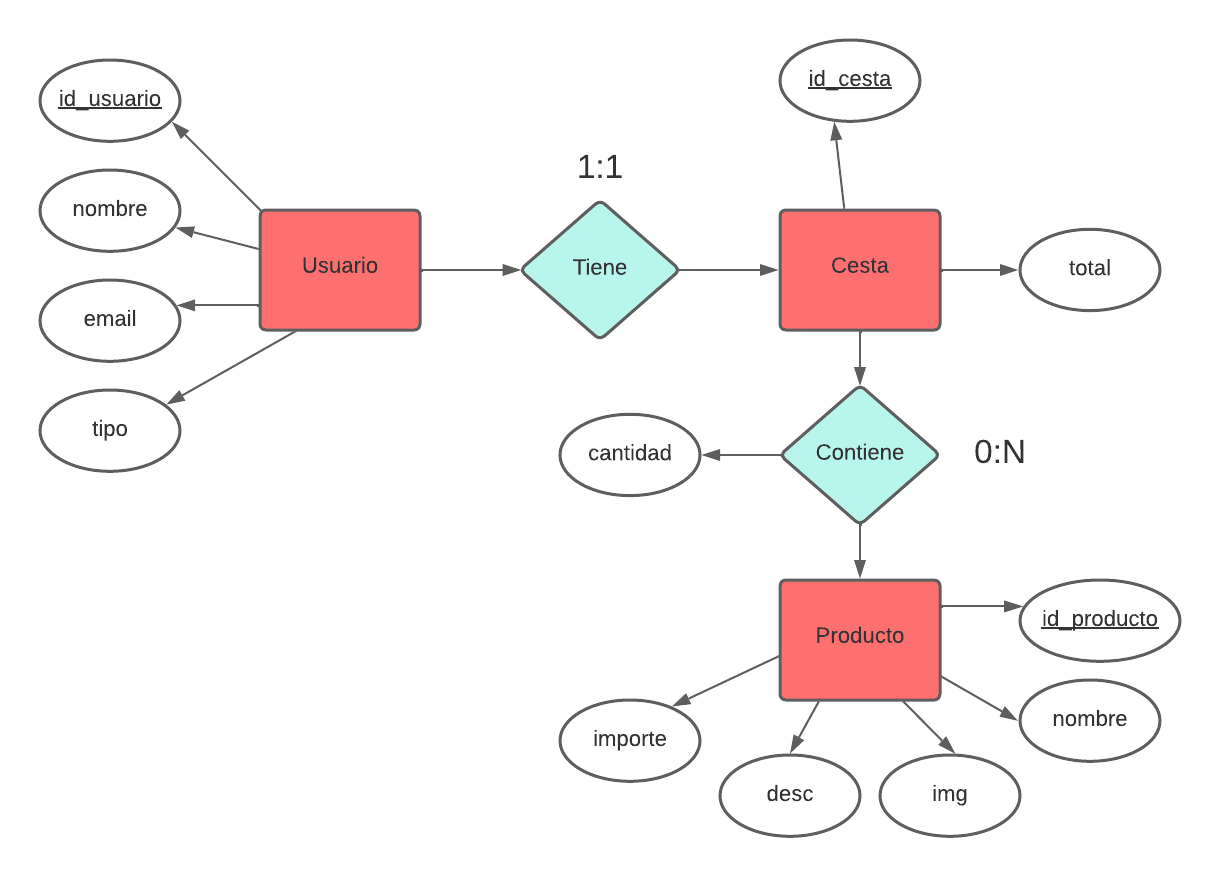 id_cesta
id_usuario
1:1
nombre
Usuario
Tiene
Cesta
total
email
tipo
cantidad
Contiene
0:N
Producto
id_producto
importe
nombre
desc
img